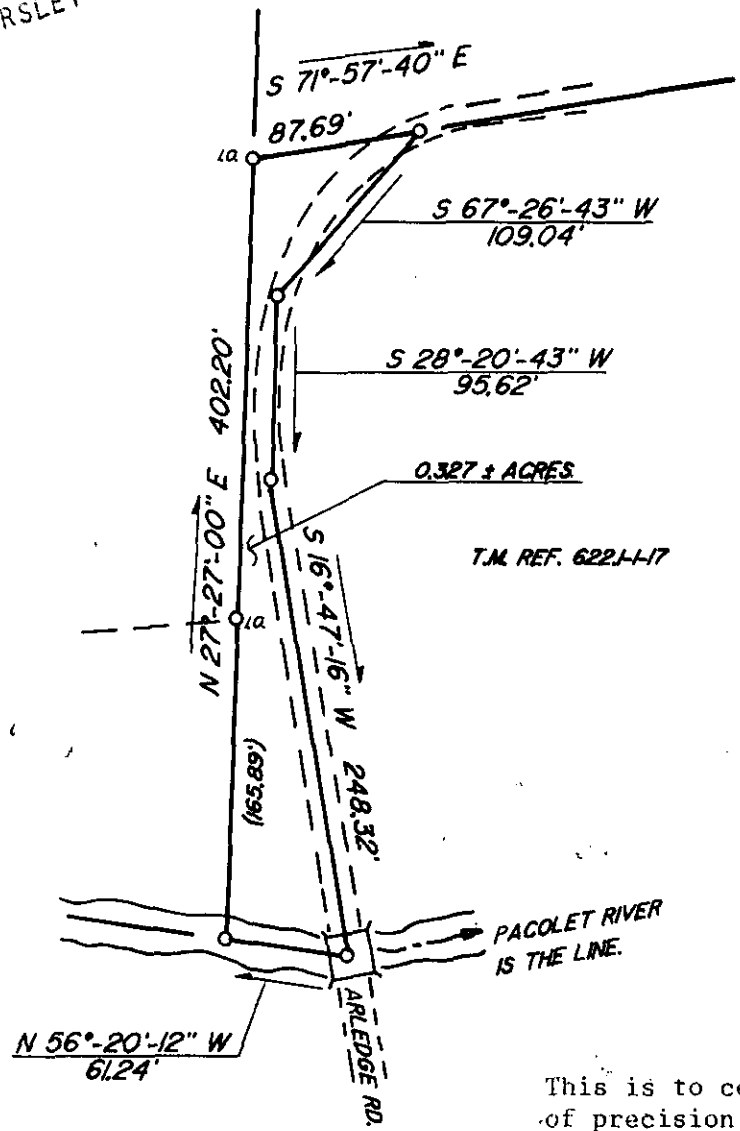 S 71°-57'-40" E
87.69'
S 67°-26'-43" W
109.04'
S 28°-20'-43" W
95.62'
N 27°-27'-00" E 402.20'
0.327 ± ACRES.
T.M. REF. 622.1-1-17
S 16°-47'-16" W 248.32'
(165.89')
PACOLET RIVER
IS THE LINE.
N 56°-20'-12" W
61.24'
ARLEDGE RD.
This is to
of precision